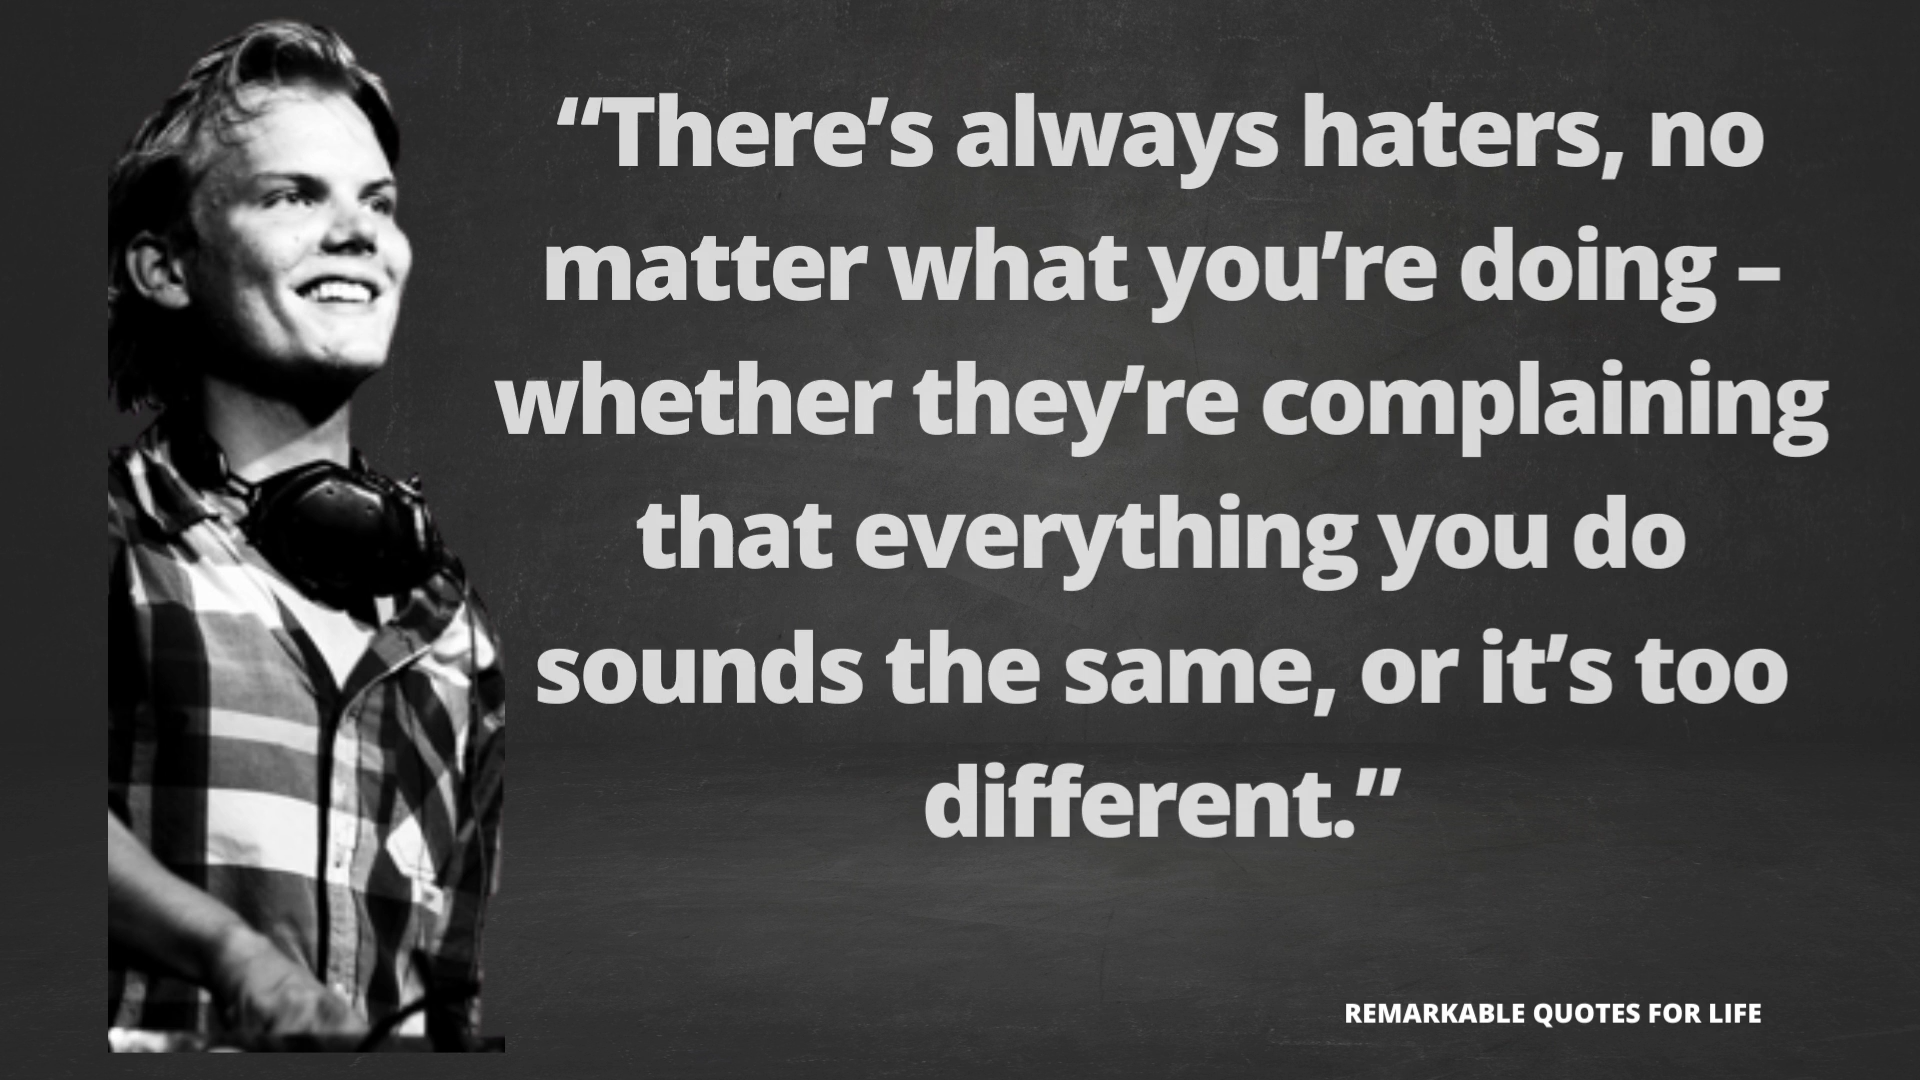 “There’s always haters, no
matter what you’re doing –
whether they’re complaining
that everything you do
sounds the same, or it’s too
different.”
REMARKABLE QUOTES FOR LIFE